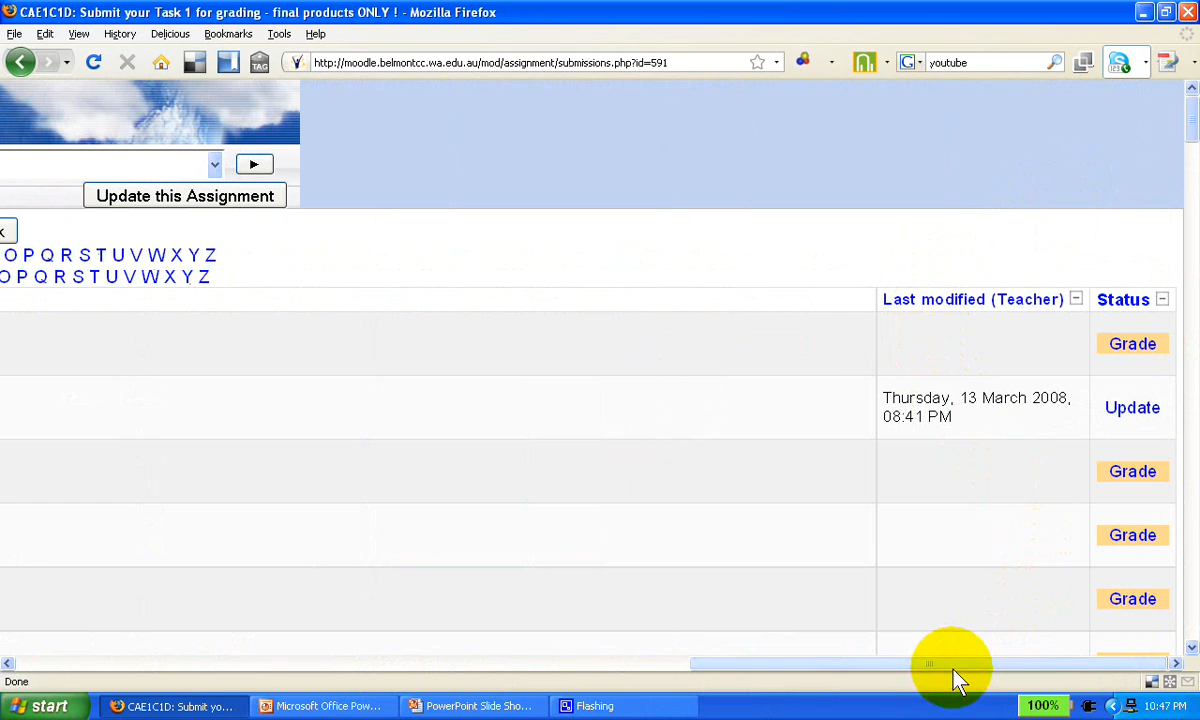 CAE1C1D: Submit your Task 1 for grading - final products ONLY ! - Mozilla Firefox
File Edit View History Delicious Bookmarks Tools Help
TAG http://moodle.belmontcc.wa.edu.au/mod/assignment/submissions.php?id=591 G youtube
Update this Assignment
k
O P Q R S T U V W X Y Z
O P Q R S T U V W X Y Z
Last modified (Teacher) Status
Grade
Thursday, 13 March 2008,
08:41 PM
Update
Grade
Grade
Grade
Done
start CAE1C1D: Submit yo... Microsoft Office Pow... PowerPoint Slide Sho... Flashing 100% 10:47 PM